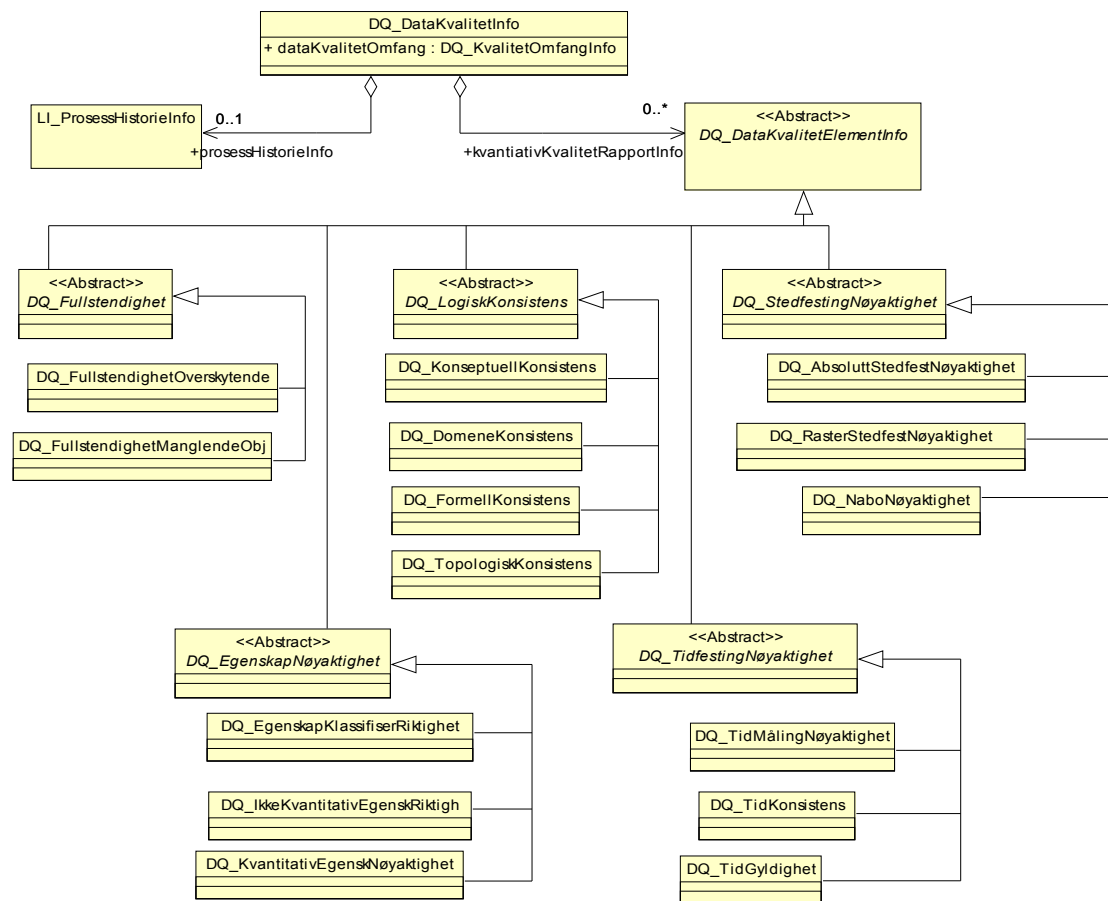 DQ_DataKvalitetInfo
+ dataKvalitetOmfang : DQ_KvalitetOmfangInfo
LI_ProsessHistorieInfo
0..1
+prosessHistorieInfo
0..*
+kvantiativKvalitetRapportInfo
<<Abstract>>
DQ_DataKvalitetElementInfo
<<Abstract>>
DQ_Fullstendighet
<<Abstract>>
DQ_LogiskKonsistens
<<Abstract>>
DQ_StedfestingNøyaktighet
DQ_FullstendighetOverskytende
DQ_FullstendighetManglendeObj
DQ_KonseptuellKonsistens
DQ_DomeneKonsistens
DQ_FormellKonsistens
DQ_TopologiskKonsistens
DQ_AbsoluttStedfestNøyaktighet
DQ_RasterStedfestNøyaktighet
DQ_NaboNøyaktighet
<<Abstract>>
DQ_EgenskapNøyaktighet
<<Abstract>>
DQ_TidfestingNøyaktighet
DQ_EgenskapKlassifiserRiktighet
DQ_IkkeKvantitativEgenskRiktigh
DQ_KvantitativEgenskNøyaktighet
DQ_TidMålingNøyaktighet
DQ_TidKonsistens
DQ_TidGyldighet